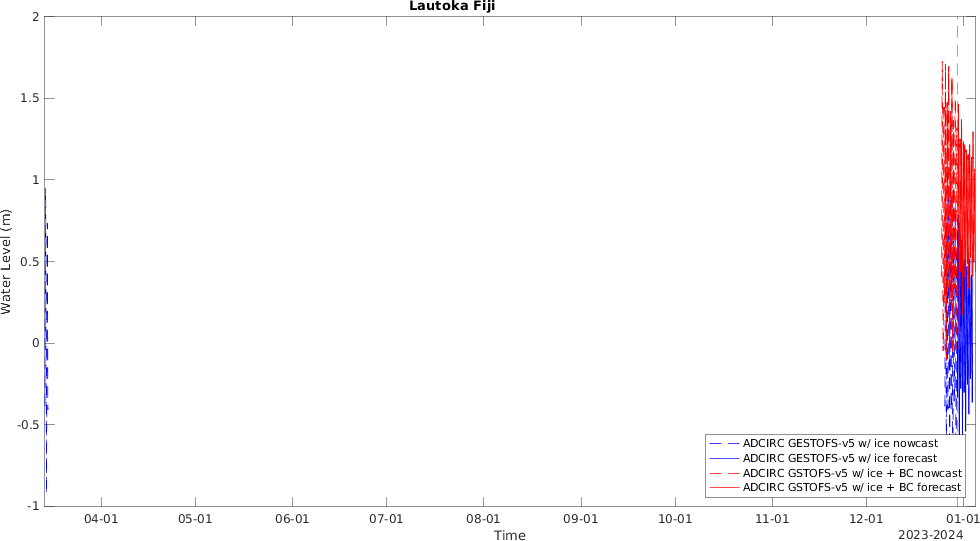 Lautoka Fiji
2
1.5
1
0.5
0
-0.5
-1
Water Level (m)
ADCIRC GESTOFS-v5 w/ ice nowcast
ADCIRC GESTOFS-v5 w/ ice forecast
ADCIRC GSTOFS-v5 w/ ice + BC nowcast
ADCIRC GSTOFS-v5 w/ ice + BC forecast
04-01 05-01 06-01 07-01 08-01 09-01 10-01 11-01 12-01 01-01
Time
2023-2024